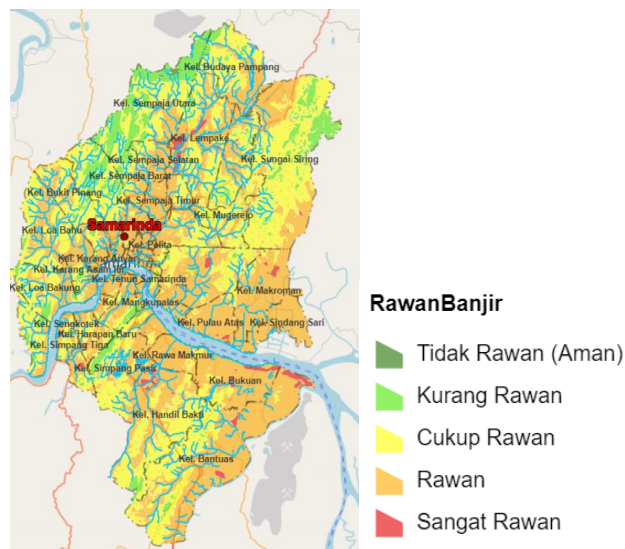 Kel. Budaya Pampang
Kel. Sempaja Utara
Kel. Lempake
Kel. Sempaja Selatan
Kel. Sungai Siring
Kel. Sempaja Barat
Kel. Bukit Pinang
Kel. Sempaja Timur
Kel. Mugerejo
Samarinda
Kel. Loa Bahu
Kel. Pelita
Kel. Karang Anyar
Kel. Karang Asam Ilir
Kel. Tenun Samarinda
Kel. Loa Bakung
Kel. Makroman
Kel. Mangkupalas
Kel. Sengkotek
Kel. Pulau Atas
Kel. Sindang Sari
Kel. Harapan Baru
Kel. Simpang Tiga
Kel. Rawa Makmur
Kel. Simpang Pasir
Kel. Bukuan
Kel. Handil Bakti
Kel. Bantuas
RawanBanjir
Tidak Rawan (Aman)
Kurang Rawan
Cukup Rawan
Rawan
Sangat Rawan